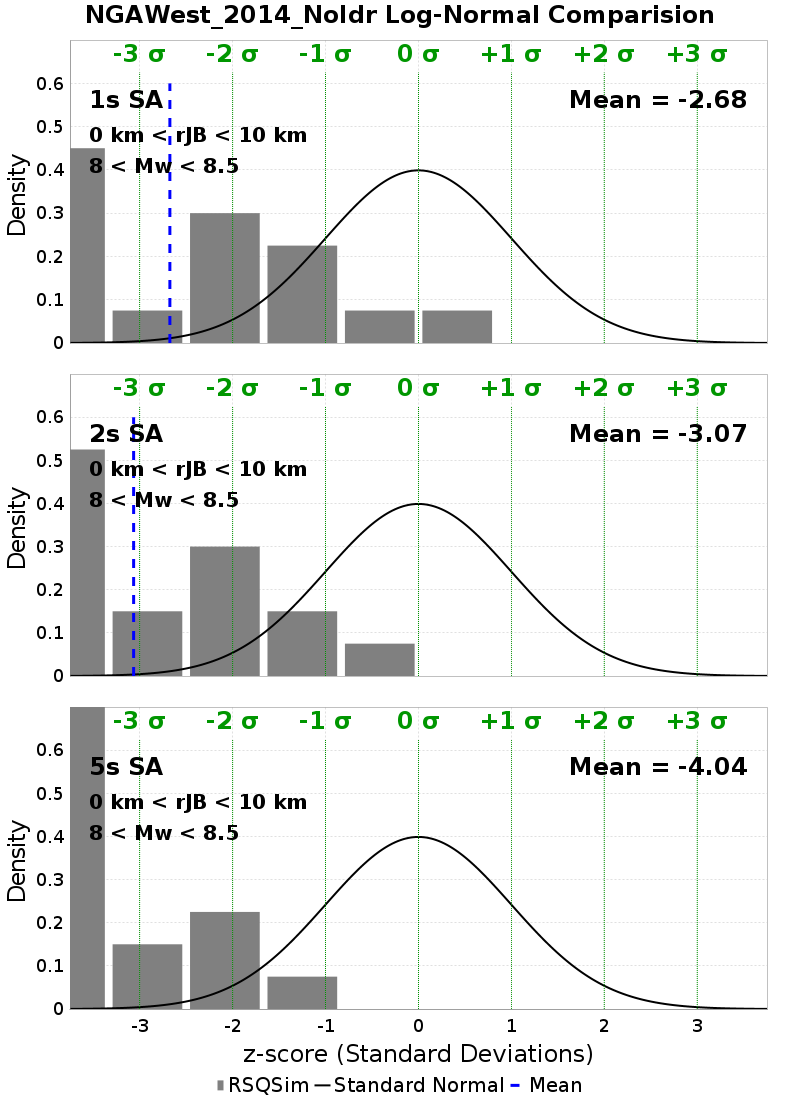 NGAWest_2014_NoIdr Log-Normal Comparision
-3 σ -2 σ -1 σ 0 σ +1 σ +2 σ +3 σ
1s SA
Mean = -2.68
0 km < rJB < 10 km
8 < Mw < 8.5
Density
0.6
0.5
0.4
0.3
0.2
0.1
0
-3 σ -2 σ -1 σ 0 σ +1 σ +2 σ +3 σ
2s SA
Mean = -3.07
0 km < rJB < 10 km
8 < Mw < 8.5
Density
0.6
0.5
0.4
0.3
0.2
0.1
0
-3 σ -2 σ -1 σ 0 σ +1 σ +2 σ +3 σ
5s SA
Mean = -4.04
0 km < rJB < 10 km
8 < Mw < 8.5
Density
0.6
0.5
0.4
0.3
0.2
0.1
0
-3 -2 -1 0 1 2 3
z-score (Standard Deviations)
RSQSim Standard Normal Mean